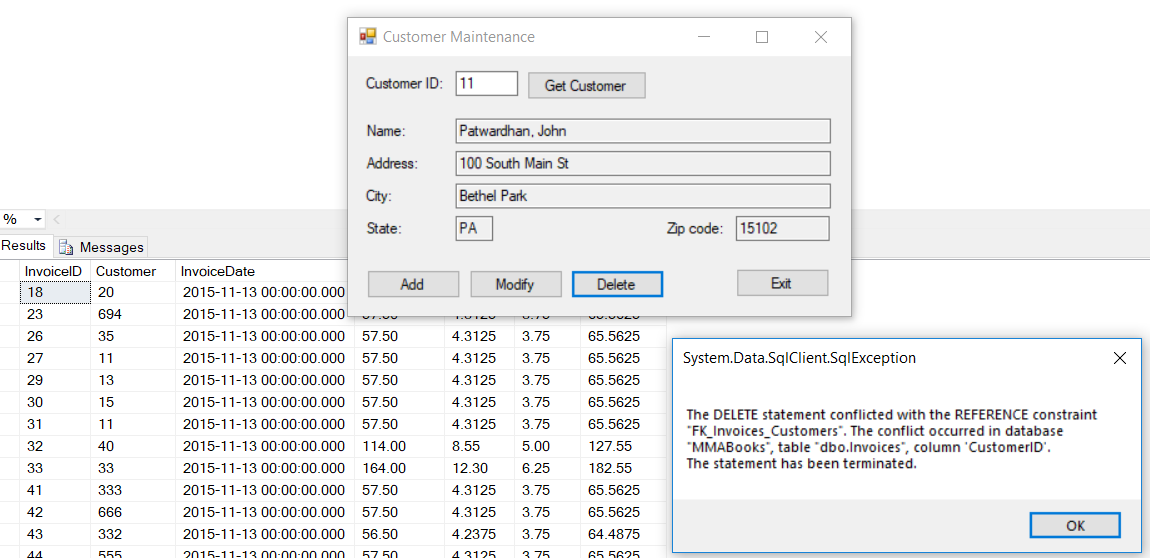 Customer Maintenance
Customer ID: 11 Get Customer
Name: Patwardhan, John
Address: 100 South Main St
City: Bethel Park
State: PA Zip code: 15102
Add Modify Delete Exit
%
Results Messages
InvoiceID Customer InvoiceDate
18 20 2015-11-13 00:00:00.000
23 694 2015-11-13 00:00:00.000
26 35 2015-11-13 00:00:00.000 57.50 4.3125 3.75 65.5625
27 11 2015-11-13 00:00:00.000 57.50 4.3125 3.75 65.5625
29 13 2015-11-13 00:00:00.000 57.50 4.3125 3.75 65.5625
30 15 2015-11-13 00:00:00.000 57.50 4.3125 3.75 65.5625
31 11 2015-11-13 00:00:00.000 57.50 4.3125 3.75 65.5625
32 40 2015-11-13 00:00:00.000 114.00 8.55 5.00 127.55
33 33 2015-11-13 00:00:00.000 164.00 12.30 6.25 182.55
41 333 2015-11-13 00:00:00.000 57.50 4.3125 3.75 65.5625
42 666 2015-11-13 00:00:00.000 57.50 4.3125 3.75 65.5625
43 332 2015-11-13 00:00:00.000 56.50 4.2375 3.75 64.4875
44 555 2015-11-13 00:00:00.000 57.50 4.3125 3.75 65.5625
System.Data.SqlClient.SqlException
The DELETE statement conflicted with the REFERENCE constraint
"FK_Invoices_Customers". The conflict occurred in database
"MMABooks", table "dbo.Invoices", column 'CustomerID'.
The statement has been terminated.
OK